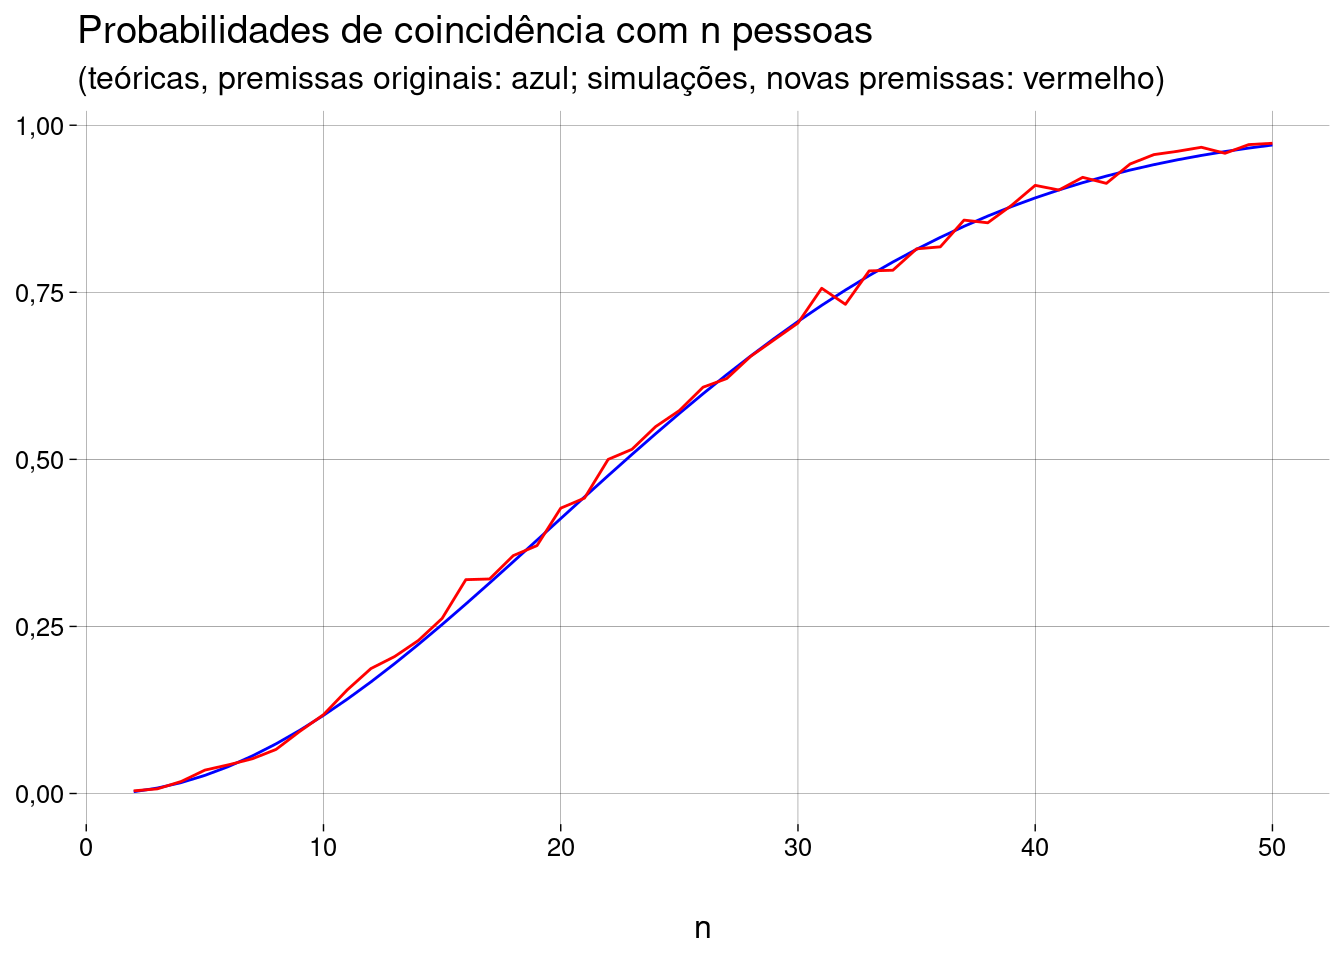 Probabilidades de coincidência com n pessoas
(teóricas, premissas originais: azul; simulações, novas premissas: vermelho)
1,00
0,75
0,50
0,25
0,00
0 10 20 30 40 50
n